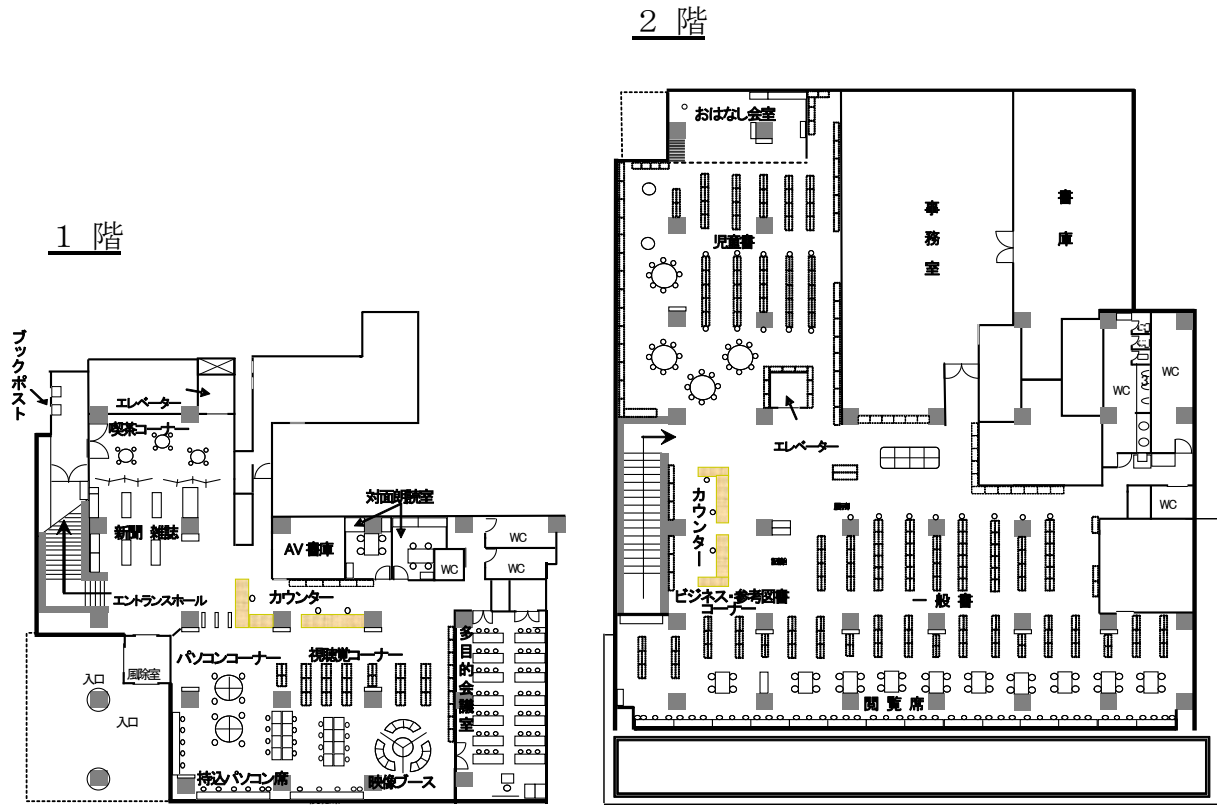 2 階
1 階
ブックポスト
エレベーター
喫茶コーナー
新聞 雑誌
対面朗読室
AV 書庫
WC
WC
WC
エントランスホール
カウンター
パソコンコーナー
視聴覚コーナー
多目的会議室
風除室
入口
入口
持込パソコン席
映像ブース
おはなし会室
児童書
事務室
書庫
WC
WC
WC
エレベーター
カウンター
ビジネス・参考図書
コーナー
一般書
閲覧席